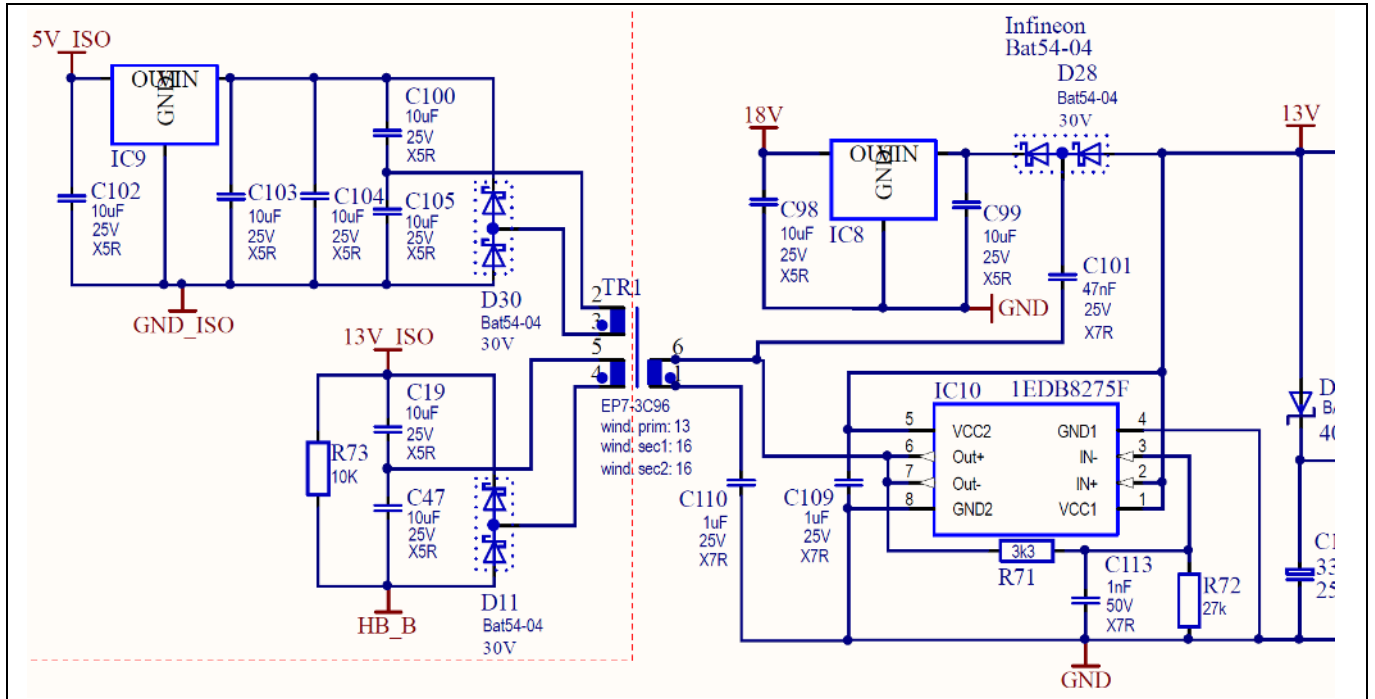 Infineon
Bat54-04
D28
Bat54-04
30V
5V_ISO
IC9
C100
10uF
25V
X5R
C102
10uF
25V
X5R
C103
10uF
25V
X5R
C104
10uF
25V
X5R
C105
10uF
25V
X5R
GND_ISO
D30
Bat54-04
30V
18V
13V
GND
IC8
C98
10uF
25V
X5R
C99
10uF
25V
X5R
GND
C101
47nF
25V
X7R
TR1
2
3
5
4
6
1
EP7-3C96
wind. prim: 13
wind. sec1: 16
wind. sec2: 16
13V_ISO
R73
10K
C19
10uF
25V
X5R
C47
10uF
25V
X5R
HB_B
D11
Bat54-04
30V
IC10
1EDB8275F
5
VCC2
GND1
4
6
Out+
IN-
3
7
Out-
IN+
2
8
GND2
VCC1
1
C110
1uF
25V
X7R
C109
1uF
25V
X7R
3k3
R71
C113
1nF
50V
X7R
R72
27k
GND